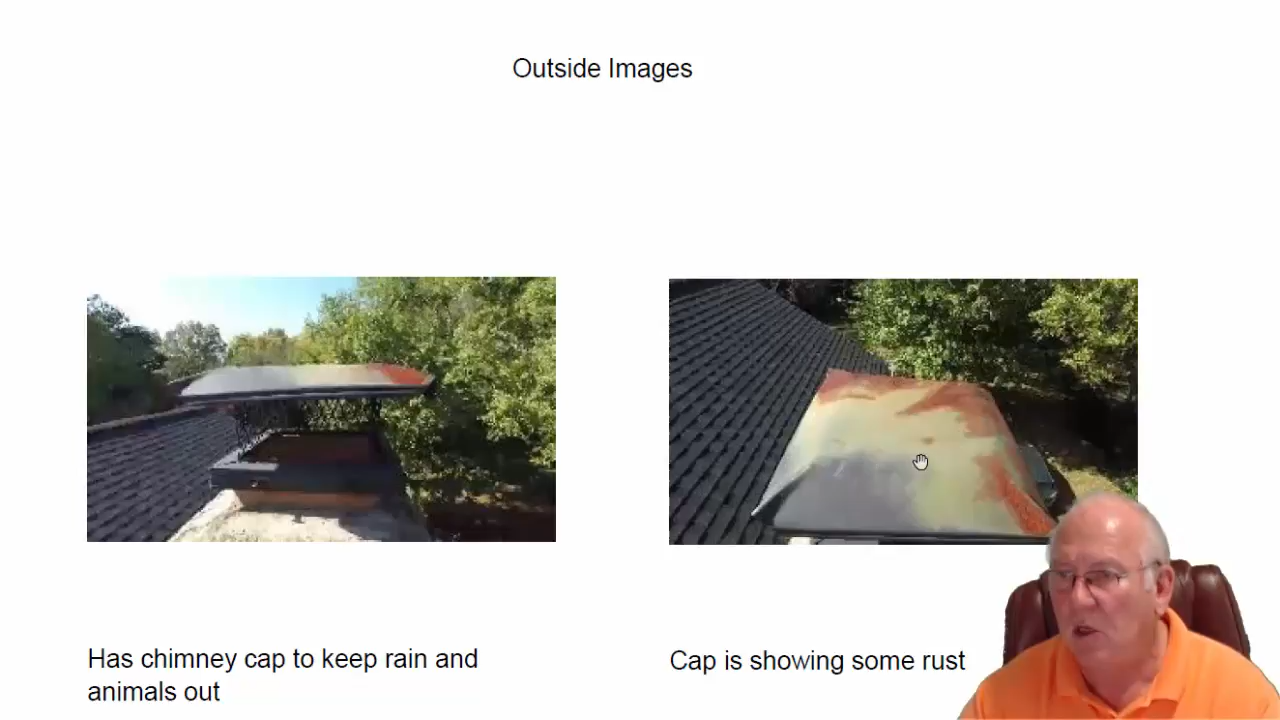 Outside Images
Has chimney cap to keep rain and
animals out
Cap is showing some rust